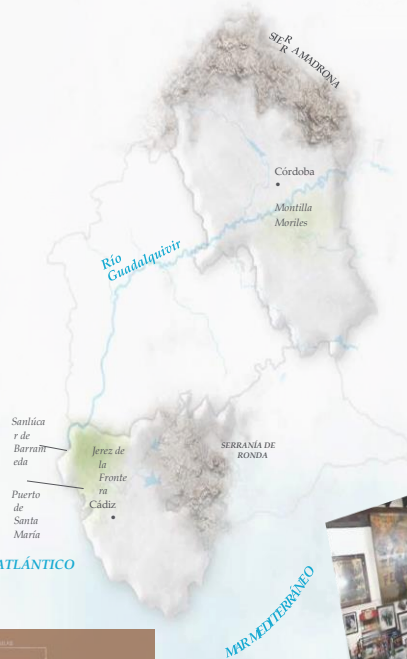 SIERRA MADRONA
Córdoba
Montilla
Moriles
Río
Guadalquivir
Sanlúca
r de
Barram
eda
Jerez de
la
Fronte
ra
SERRANÍA DE
RONDA
Puerto
de
Santa
María
Cádiz
ATLÁNTICO
MAR MEDITERRÁNEO